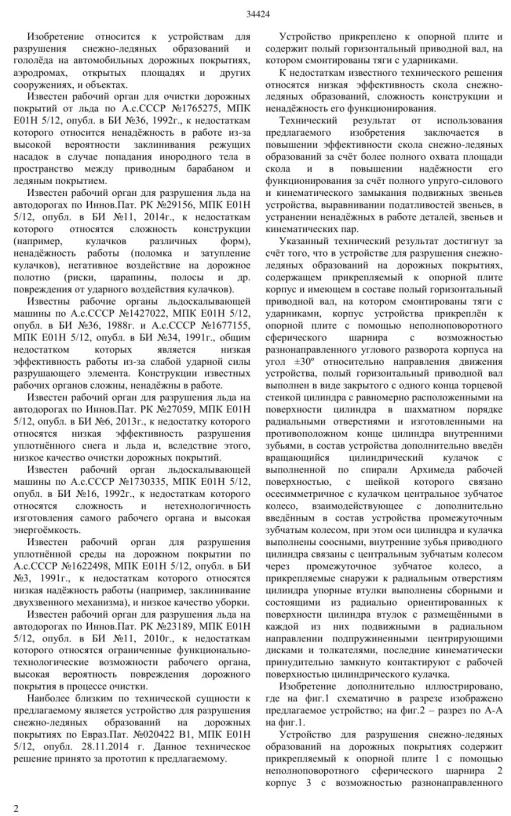 34424
Изобретение относится к устройствам для
разрушения снежно-ледяных образований и
гололёда на автомобильных дорожных покрытиях,
аэродромах, открытых площадях и других
сооружениях, и объектах.
Известен рабочий орган для очистки дорожной
покрытий от льда по А.с.СССР №1765275, МПК
Е01Н 5/12, опубл. в БИ №36, 1992г., к недостаткам
которого относится ненадёжность в работе из-за
высокой вероятности заклинивания режущих
насадок в случае попадания инородного тела в
пространство между приводным барабаном и
ледяным покрытием.
Известен рабочий орган для разрушения льда на
автодорогах по Иннов.Пат. РК №29156, МПК Е01Н
5/12, опубл. в БИ №11, 2014г., к недостаткам
которого относятся сложность конструкции
(например, кулачков различных форм),
ненадёжность работы (поломка и затупление
кулачков), негативное воздействие на дорожное
полотно (риски, царапины, полосы и др.
повреждения от ударного воздействия кулачков).
Известны рабочие органы льдоскалывающей
машины по А.с.СССР №1427022, МПК Е01Н 5/12,
опубл. в БИ №36, 1988г. и А.с.СССР №1677155,
МПК Е01Н 5/12, опубл. в БИ №34, 1991г., общим
недостатком которых является низкая
эффективность работы из-за слабой ударной силы
разрушающего элемента. Конструкции известных
рабочих органов сложны, ненадёжны в работе.
Известен рабочий орган для разрушения льда на
автодорогах по Иннов.Пат. РК №27059, МПК Е01Н
5/12, опубл. в БИ №6, 2013г., к недостатку которого
относятся низкая эффективность разрушения
уплотнённого снега и льда и, вследствие этого,
низкое качество очистки дорожных покрытий.
Известен рабочий орган льдоскалывающей
машины по А.с.СССР №1730335, МПК Е01Н 5/12,
опубл. в БИ №16, 1992г., к недостаткам которого
относятся сложность и нетехнологичность
изготовления самого рабочего органа и высокая
энергоёмкость.
Известен рабочий орган для разрушения
уплотнённой среды на дорожном покрытии по
А.с.СССР №1622498, МПК Е01Н 5/12, опубл. в БИ
№3, 1991г., к недостаткам которого относятся
низкая надёжность работы (например, заклинивание
двухзвенного механизма), и низкое качество уборки.
Известен рабочий орган для разрушения льда на
автодорогах по Иннов.Пат. РК №23189, МПК Е01Н
5/12, опубл. в БИ №11, 2010г., к недостаткам
которого относятся ограниченные функционально-
технологические возможности рабочего органа,
высокая вероятность повреждения дорожного
покрытия в процессе очистки.
Наиболее близким по технической сущности к
предлагаемому является устройство для разрушения
снежно-ледяных образований на дорожных
покрытиях по Евраз.Пат. №020422 В1, МПК Е01Н
5/12, опубл. 28.11.2014 г. Данное техническое
решение принято за прототип к предлагаемому.
Устройство прикреплено к опорной плите и
содержит полый горизонтальный приводной вал, на
котором смонтированы тяги с ударниками.
К недостаткам известного технического решения
относятся низкая эффективность скола снежно-
ледяных образований, сложность конструкции и
ненадёжность его функционирования.
Технический результат от использования
предлагаемого изобретения заключается в
повышении эффективности скола снежно-ледяных
образований за счёт более полного охвата площади
скола и в повышении надёжности его
функционирования за счёт полного упруго-силового
и кинематического замыкания подвижных звеньев
устройства, выравнивании податливостей звеньев, в
устранении ненадёжных в работе деталей, звеньев и
кинематических пар.
Указанный технический результат достигнут за
счёт того, что в устройстве для разрушения снежно-
ледяных образований на дорожных покрытиях,
содержащем прикрепляемый к опорной плите
корпус и имеющем в составе полый горизонтальный
приводной вал, на котором смонтированы тяги с
ударниками, корпус устройства прикреплён к
опорной плите с помощью неполноповоротного
сферического шарнира с возможностью
разнонаправленного углового разворота корпуса на
угол ±30° относительно направления движения
устройства, полый горизонтальный приводной вал
выполнен в виде закрытого с одного конца торцевой
стенкой цилиндра с равномерно расположенными на
поверхности цилиндра в шахматном порядке
радиальными отверстиями и изготовленными на
противоположном конце цилиндра внутренними
зубьями, в состав устройства дополнительно введён
вращающийся цилиндрический кулачок с
выполненной по спирали Архимеда рабочей
поверхностью, с шейкой которого связано
осесимметричное с кулачком центральное зубчатое
колесо, взаимодействующее с дополнительно
введённым в состав устройства промежуточным
зубчатым колесом, при этом оси цилиндра и кулачка
выполнены соосными, внутренние зубья приводного
цилиндра связаны с центральным зубчатым колесом
через промежуточное зубчатое колесо, а
прикрепляемые снаружи к радиальным отверстиям
цилиндра упорные втулки выполнены сборными и
состоящими из радиально ориентированных к
поверхности цилиндра втулок с размещёнными в
каждой из них подвижными в радиальном
направлении подпружиненными центрирующими
дисками и толкателями, последние кинематически
принудительно замкнуто контактируют с рабочей
поверхностью цилиндрического кулачка.
Изобретение дополнительно иллюстрировано,
где на фиг.1 схематично в разрезе изображено
предлагаемое устройство; на фиг.2 – разрез по А-А
на фиг.1.
Устройство для разрушения снежно-ледяных
образований на дорожных покрытиях содержит
прикрепляемый к опорной плите 1 с помощью
неполноповоротного сферического шарнира 2
корпус 3 с возможностью разнонаправленного
2